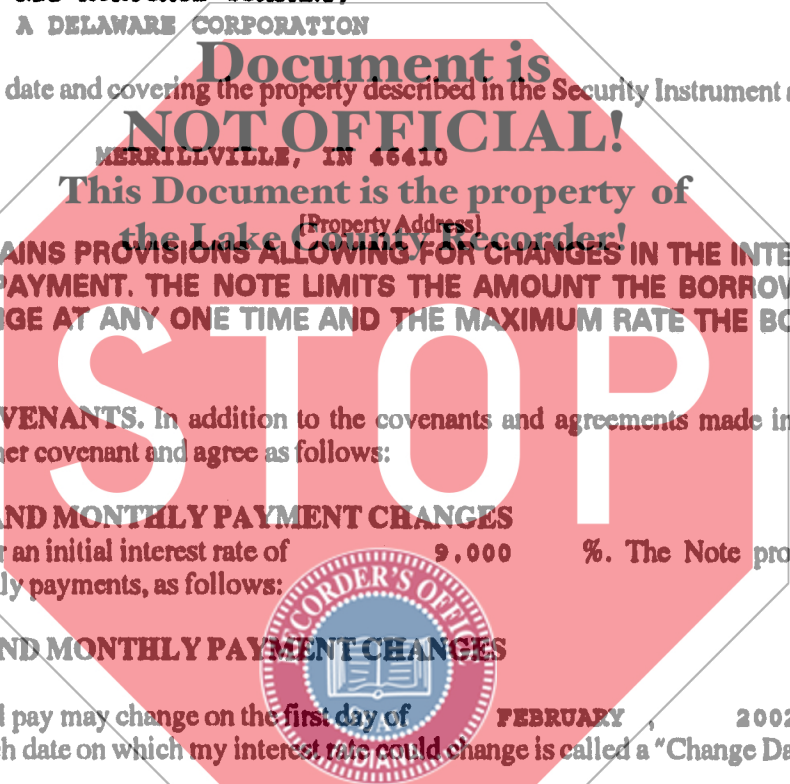 A DELAWARE CORPORATION
Document is
date and covering the property described in the Security Instrument
NOT OFFICIAL!
MERRILLVILLE, IN 46410
This Document is the property of
[Property Address]
the Lake County Recorder!
AINS PROVISIONS ALLOWING FOR CHANGES IN THE INTE
PAYMENT. THE NOTE LIMITS THE AMOUNT THE BORROV
GE AT ANY ONE TIME AND THE MAXIMUM RATE THE BO
STOP
VENANTS. In addition to the covenants and agreements made in
er covenant and agree as follows:
AND MONTHLY PAYMENT CHANGES
r an initial interest rate of 9.000 %. The Note pro
ly payments, as follows:
RECORDER'S OFFIC
ND MONTHLY PAYMENT CHANGES
l pay may change on the first day of FEBRUARY , 2002
h date on which my interest rate could change is called a "Change Da